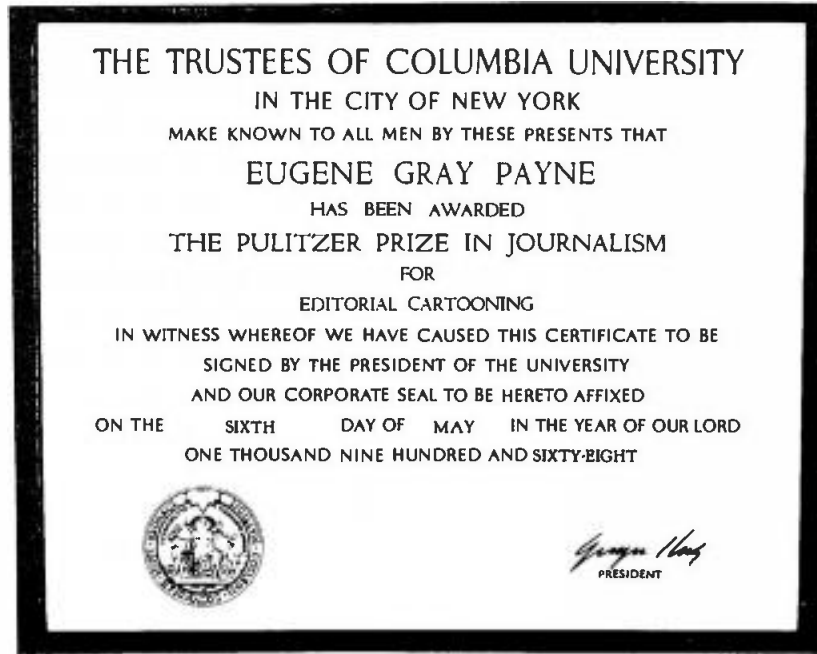 THE TRUSTEES OF COLUMBIA UNIVERSITY
IN THE CITY OF NEW YORK
MAKE KNOWN TO ALL MEN BY THESE PRESENTS THAT
EUGENE GRAY PAYNE
HAS BEEN AWARDED
THE PULITZER PRIZE IN JOURNALISM
FOR
EDITORIAL CARTOONING
IN WITNESS WHEREOF WE HAVE CAUSED THIS CERTIFICATE TO BE
SIGNED BY THE PRESIDENT OF THE UNIVERSITY
AND OUR CORPORATE SEAL TO BE HERETO AFFIXED
ON THE SIXTH DAY OF MAY IN THE YEAR OF OUR LORD
ONE THOUSAND NINE HUNDRED AND SIXTY-EIGHT
PRESIDENT